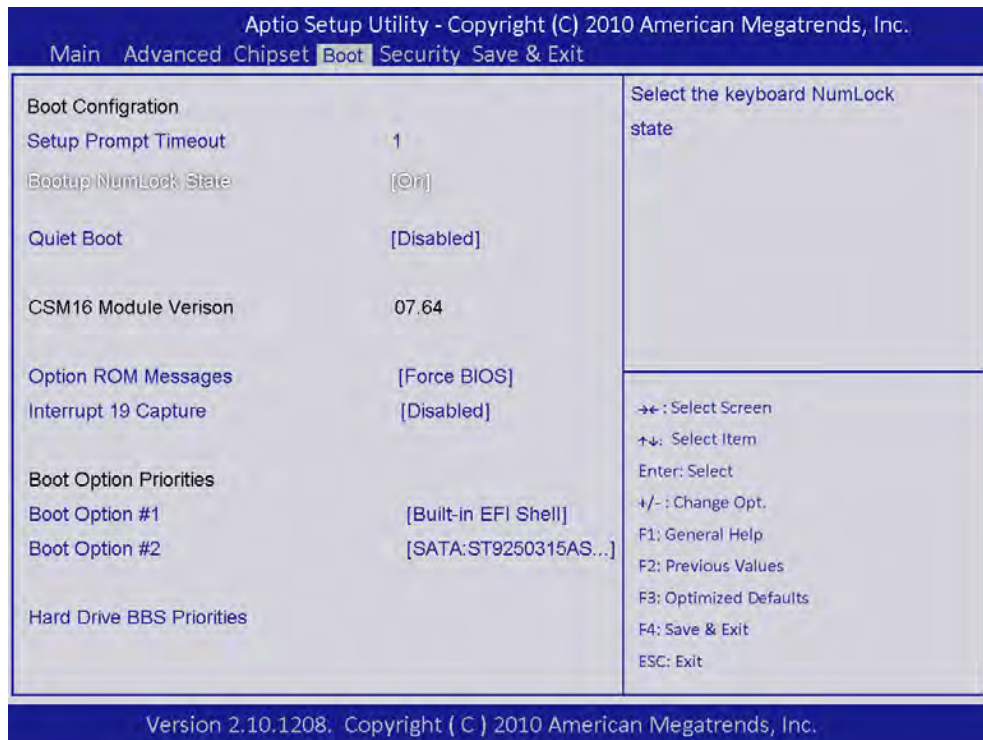 Aptio Setup Utility - Copyright (C) 2010 American Megatrends, Inc.
Main Advanced Chipset Boot Security Save & Exit
Boot Configration
Setup Prompt Timeout 1
Bootup NumLock State [On]
Quiet Boot [Disabled]
CSM16 Module Verison 07.64
Option ROM Messages [Force BIOS]
Interrupt 19 Capture [Disabled]
Boot Option Priorities
Boot Option #1 [Built-in EFI Shell]
Boot Option #2 [SATA:ST9250315AS...]
Hard Drive BBS Priorities
Select the keyboard NumLock
state
→←: Select Screen
↑↓: Select Item
Enter: Select
+/- : Change Opt.
F1: General Help
F2: Previous Values
F3: Optimized Defaults
F4: Save & Exit
ESC: Exit
Version 2.10.1208. Copyright ( C ) 2010 American Megatrends, Inc.